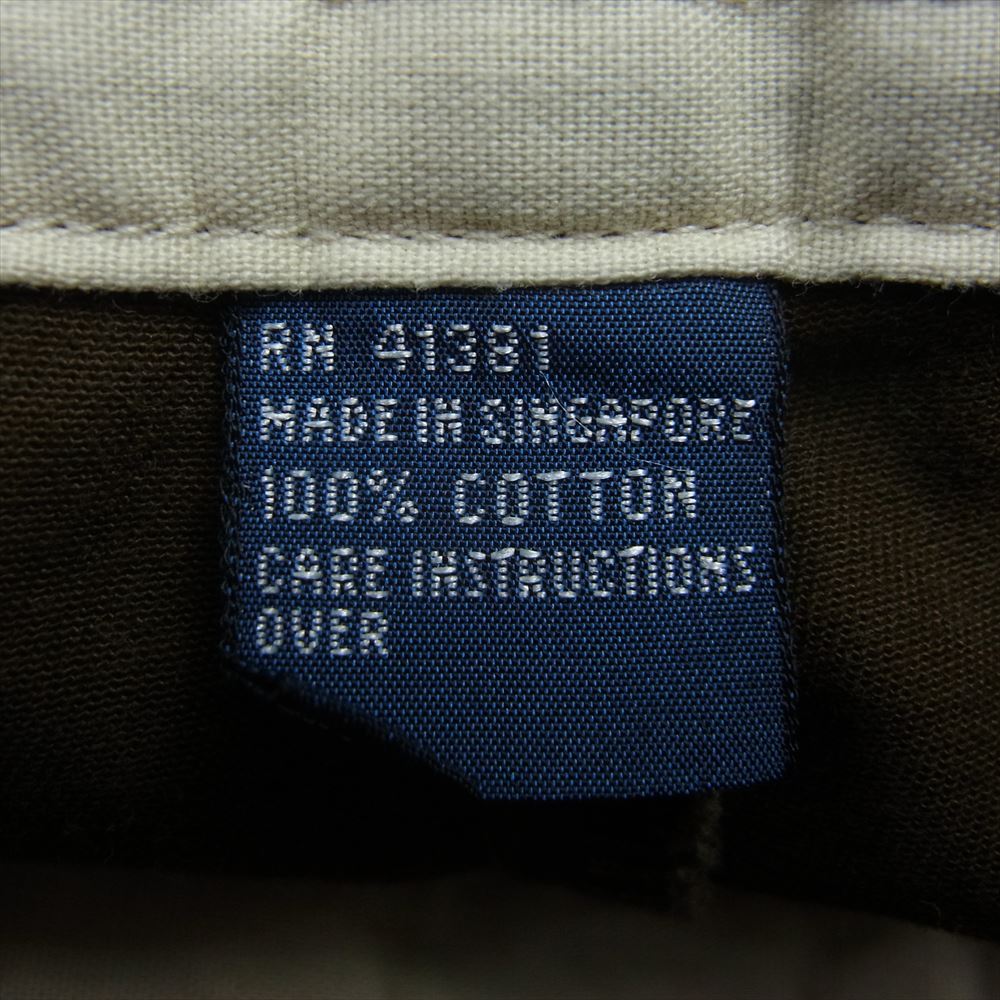 RN 41381
MADE IN SINGAPORE
100% COTTON
CARE INSTRUCTIONS
OVER